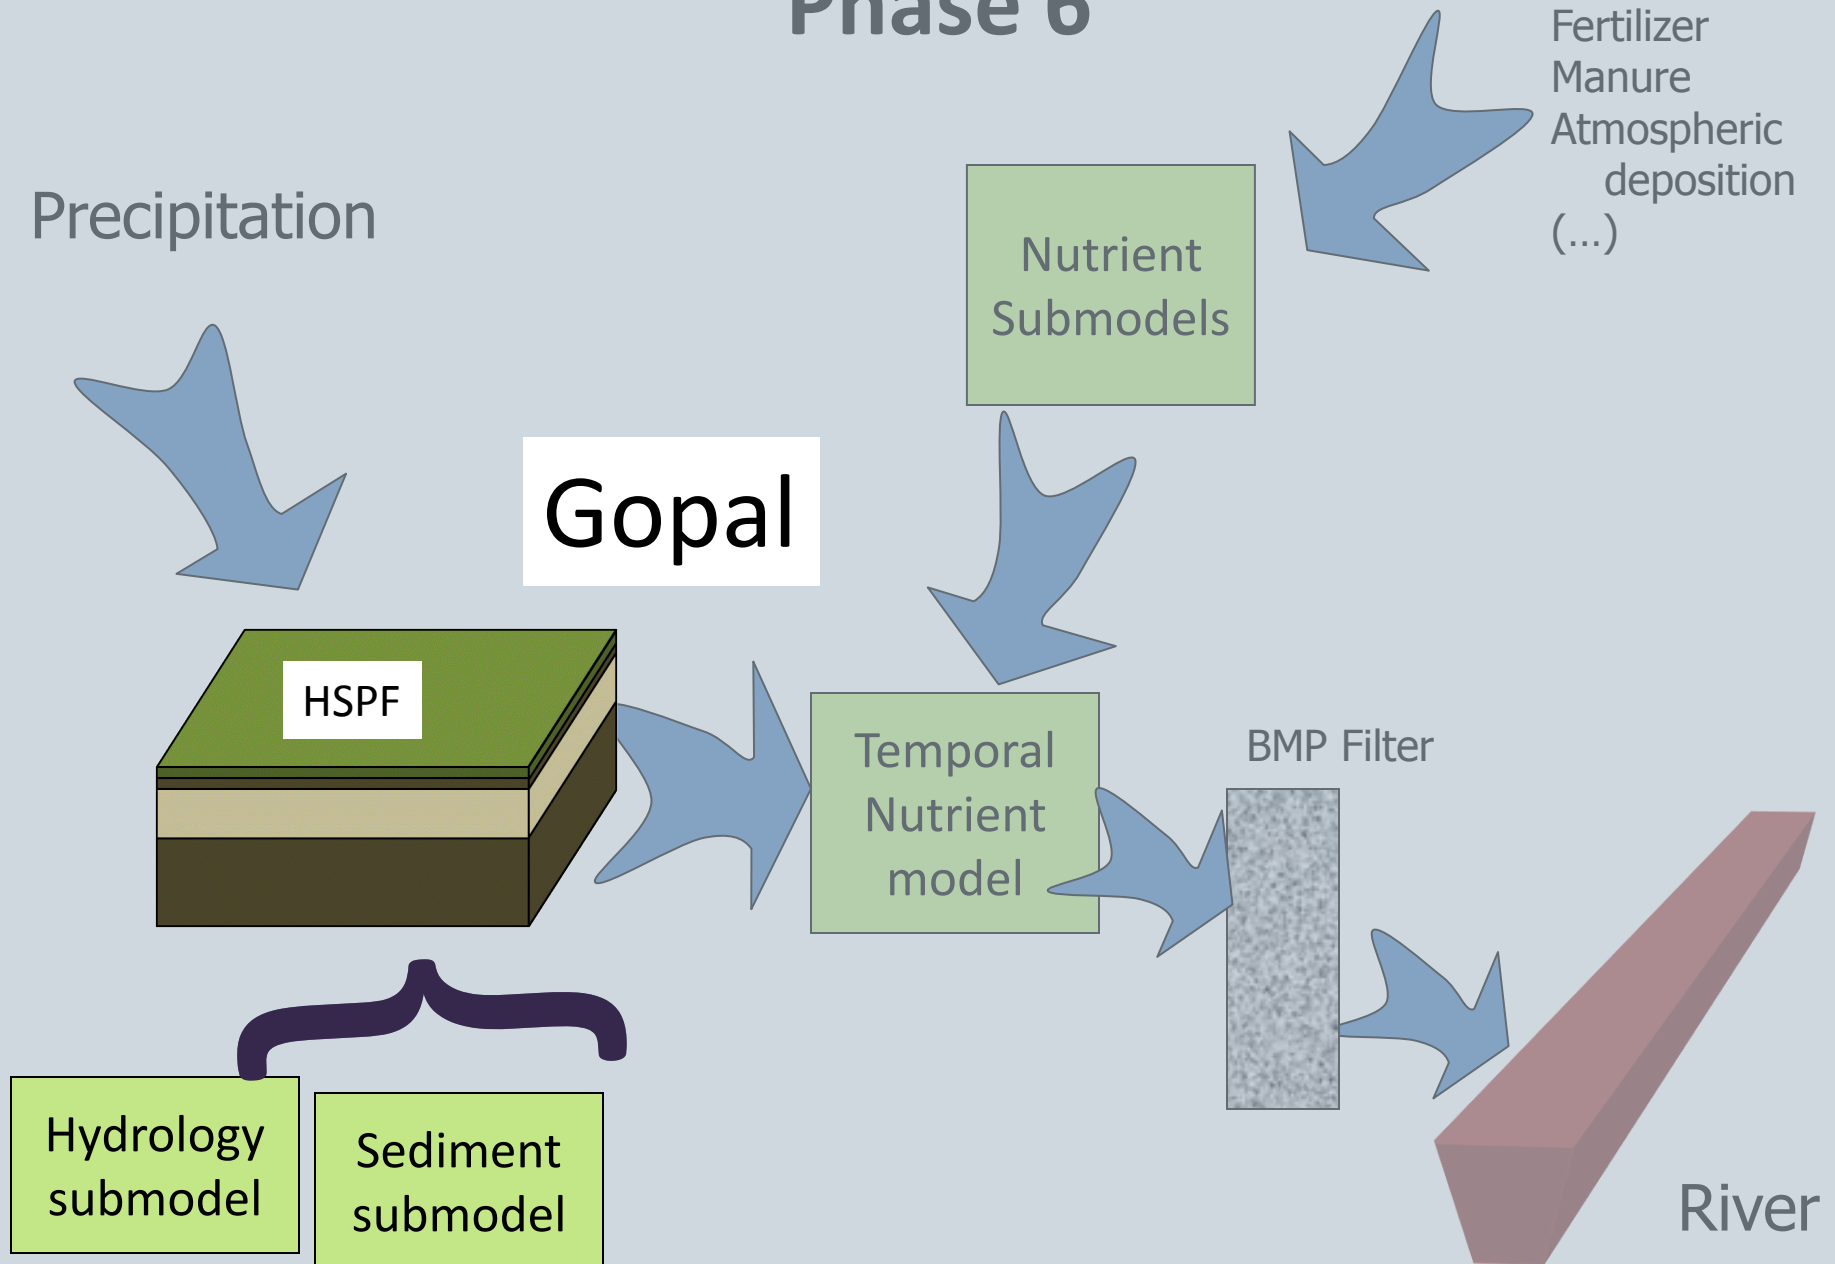 Phase 6
Fertilizer
Manure
Atmospheric
deposition
(...)
Precipitation
Nutrient
Submodels
Gopal
HSPF
Temporal
Nutrient
model
BMP Filter
Hydrology
submodel
Sediment
submodel
River